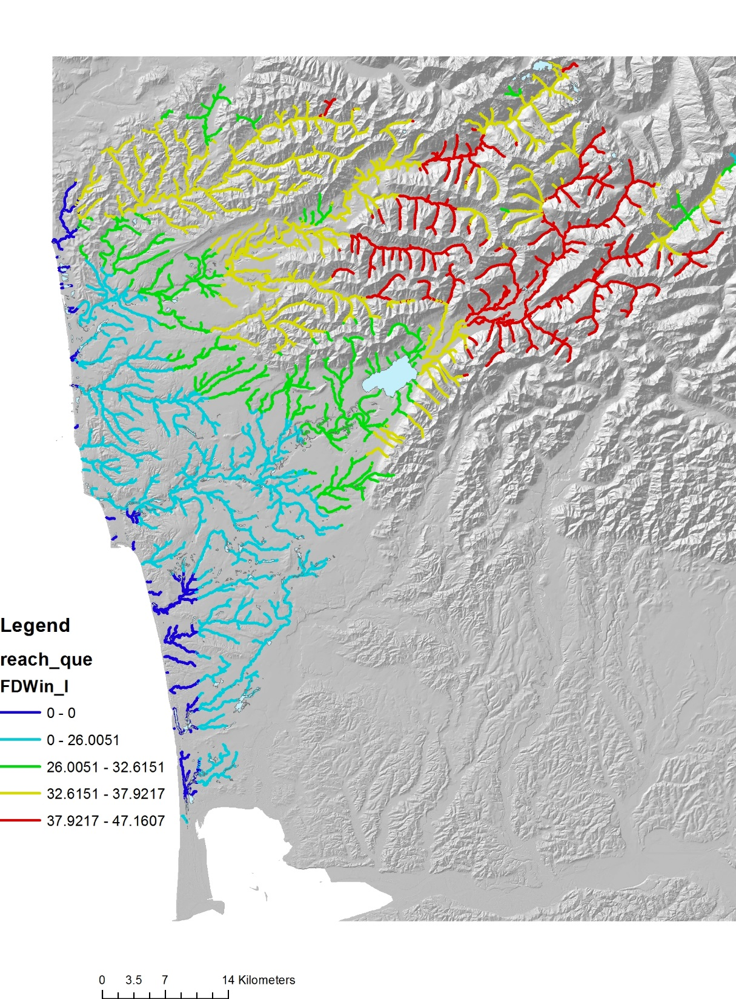 Legend
reach_que
FDWin_l
0 - 0
0 - 26.0051
26.0051 - 32.6151
32.6151 - 37.9217
37.9217 - 47.1607
0 3.5 7 14 Kilometers